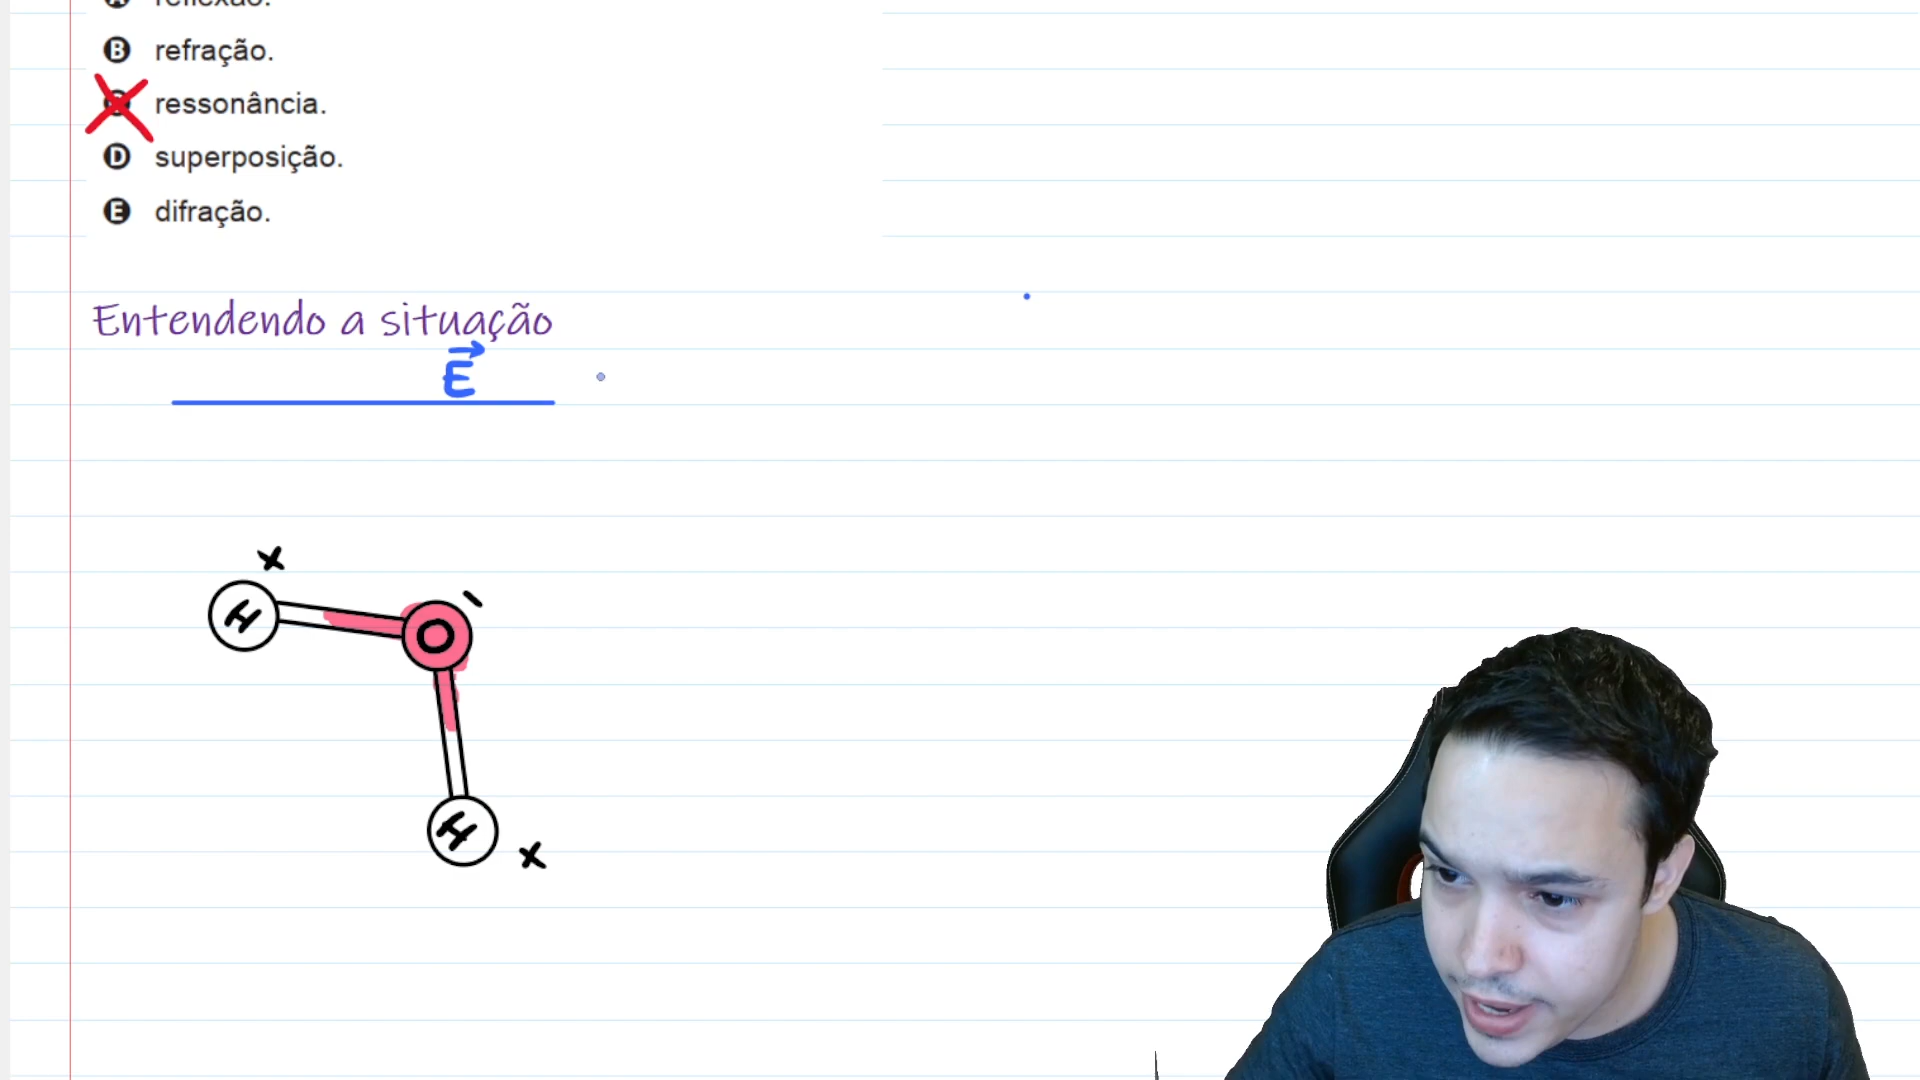 B refração.
ressonância.
D superposição.
E difração.
Entendendo a situação
E
+
H
O
-
H
+